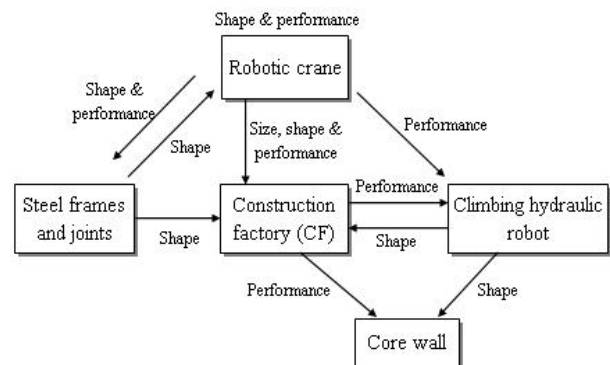 Shape & performance
Robotic crane
Shape &
performance
Shape
Size, shape &
performance
Performance
Steel frames
and joints
Shape
Construction
factory (CF)
Performance
Shape
Climbing hydraulic
robot
Performance
Shape
Core wall